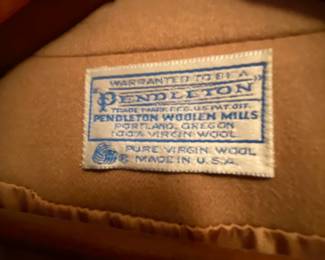 WARRANTED TO BE A
"PENDLETON"
TRADE MARK REG. U.S. PAT. OFF.
PENDLETON WOOLEN MILLS
PORTLAND, OREGON
100% VIRGIN WOOL
PURE VIRGIN WOOL
® MADE IN U.S.A.